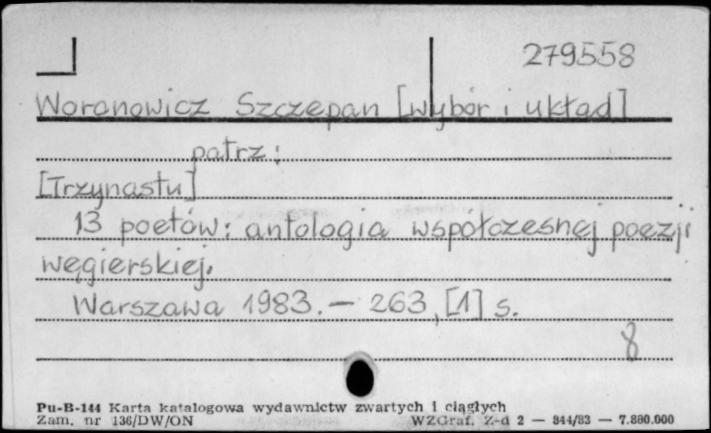 279558
Woronowicz Szczepan [wybór i układ]
patrz:
[Trzynastu]
13 poetów: antologia współczesnej poezji
węgierskiej.
Warszawa 1983. — 263, [1] s.
8
Pu-B-144 Karta katalogowa wydawnictw zwartych i ciągłych
Zam. nr 136/DW/ON WZGraf. Z-d 2 — 844/83 — 7.880.000